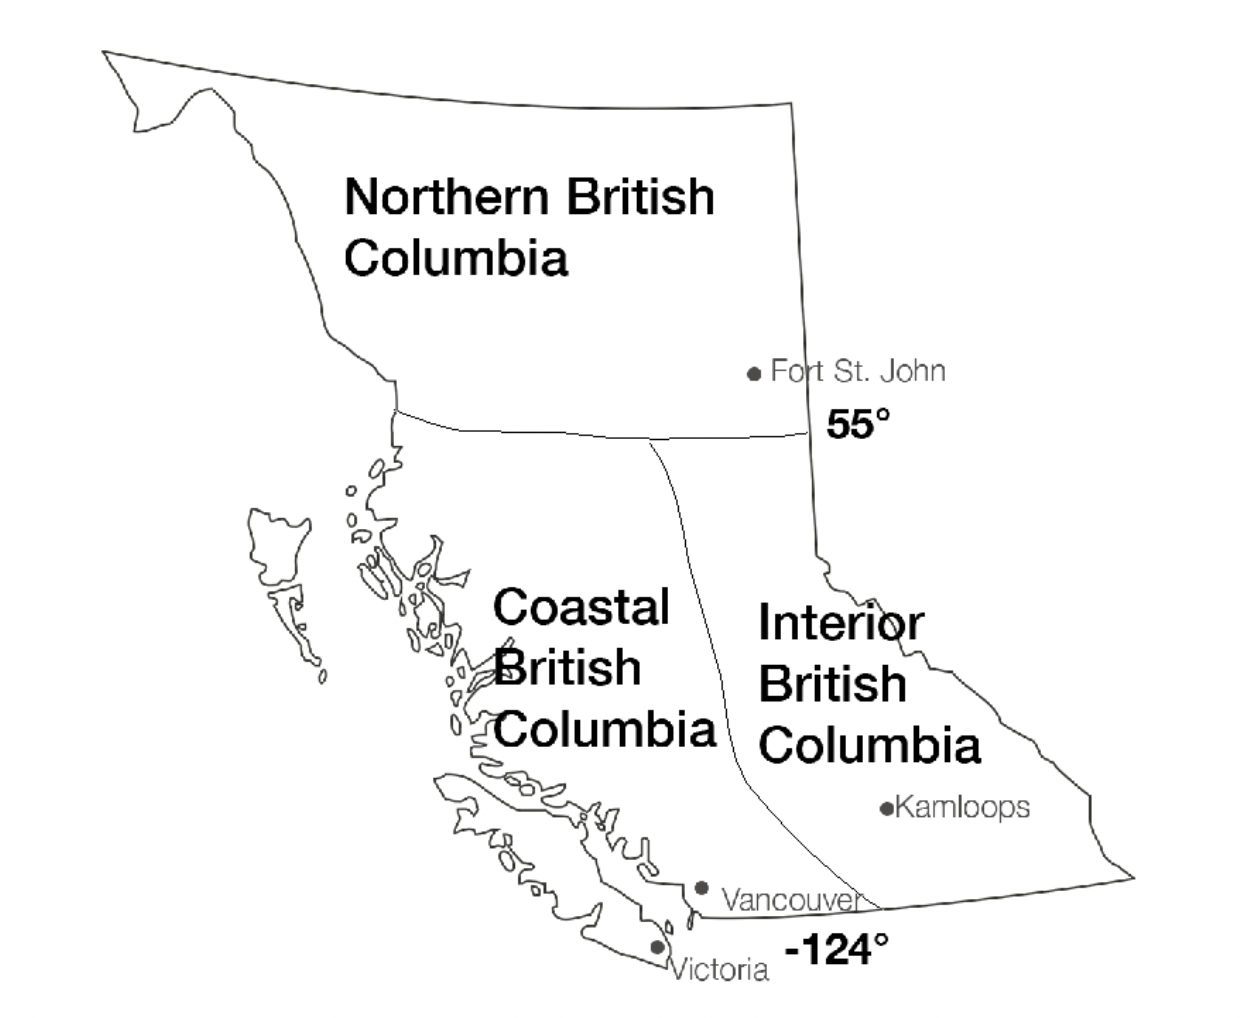 Northern British
Columbia
Fort St. John
55°
Coastal
British
Columbia
Interior
British
Columbia
Kamloops
Vancouver
-124°
Victoria